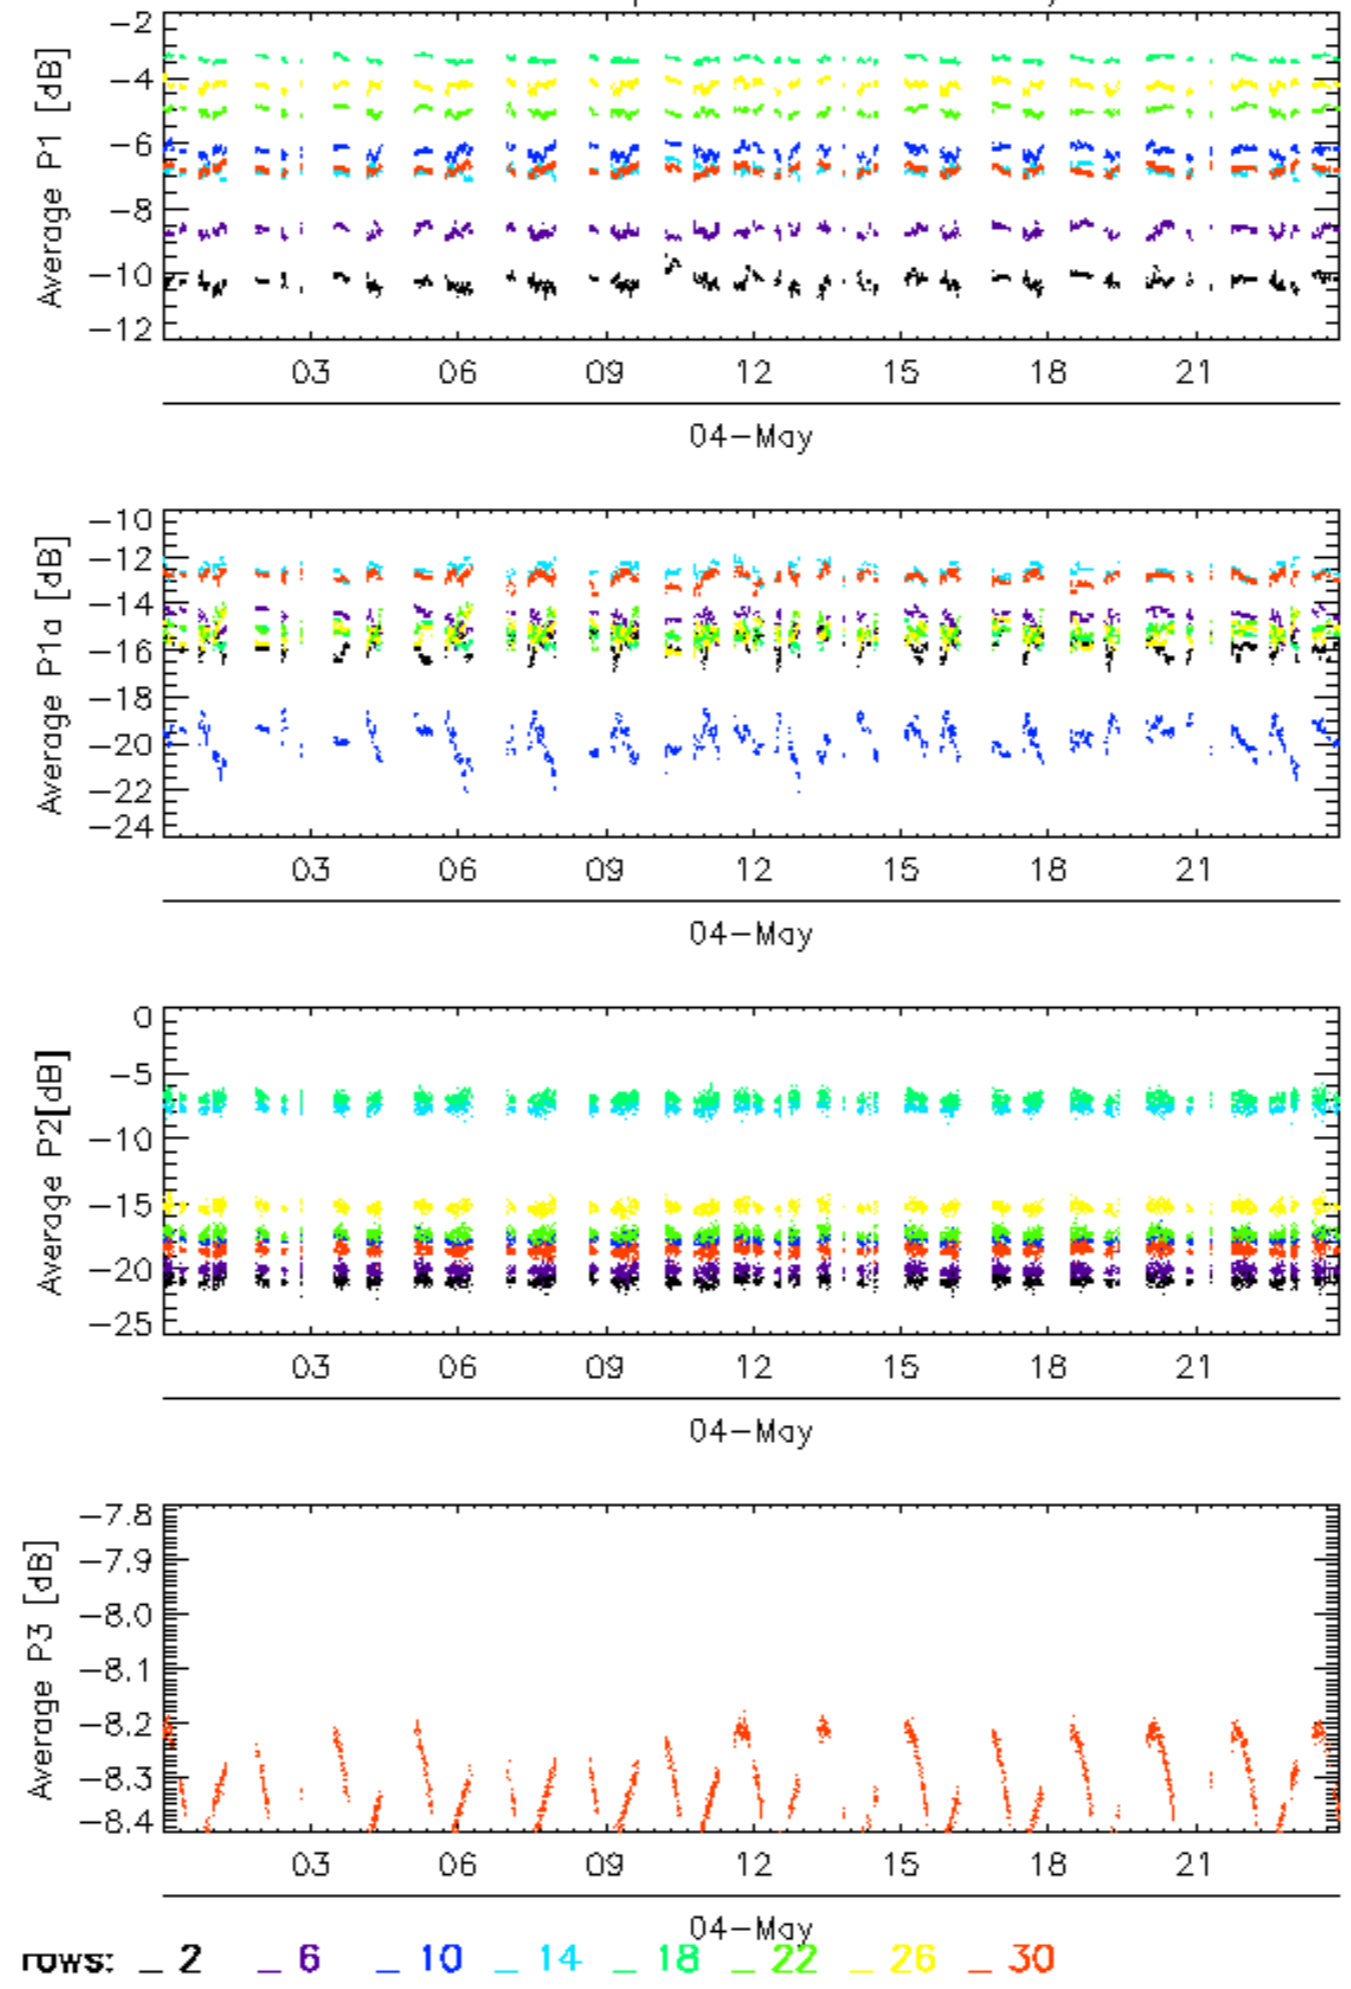 Average P1 [dB]
-2
-4
-6
-8
-10
-12
03 06 09 12 15 18 21
04-May
Average P1a [dB]
-10
-12
-14
-16
-18
-20
-22
-24
03 06 09 12 15 18 21
04-May
Average P2[dB]
0
-5
-10
-15
-20
-25
03 06 09 12 15 18 21
04-May
Average P3 [dB]
-7.8
-7.9
-8.0
-8.1
-8.2
-8.3
-8.4
03 06 09 12 15 18 21
04-May
rows: _ 2 _ 6 _ 10 _ 14 _ 18 _ 22 _ 26 _ 30